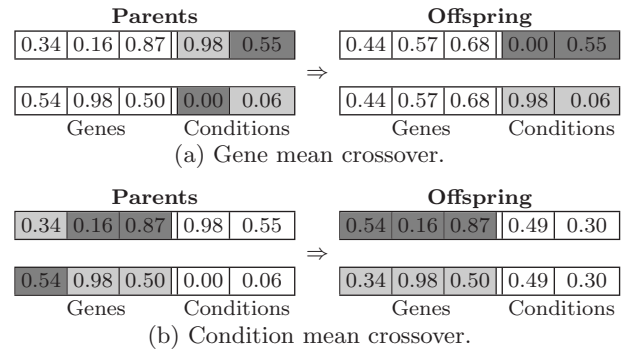 Parents Offspring
0.34 0.16 0.87 0.98 0.55 0.44 0.57 0.68 0.00 0.55
⇒
0.54 0.98 0.50 0.00 0.06 0.44 0.57 0.68 0.98 0.06
Genes Conditions Genes Conditions
(a) Gene mean crossover.
Parents Offspring
0.34 0.16 0.87 0.98 0.55 0.54 0.16 0.87 0.49 0.30
⇒
0.54 0.98 0.50 0.00 0.06 0.34 0.98 0.50 0.49 0.30
Genes Conditions Genes Conditions
(b) Condition mean crossover.